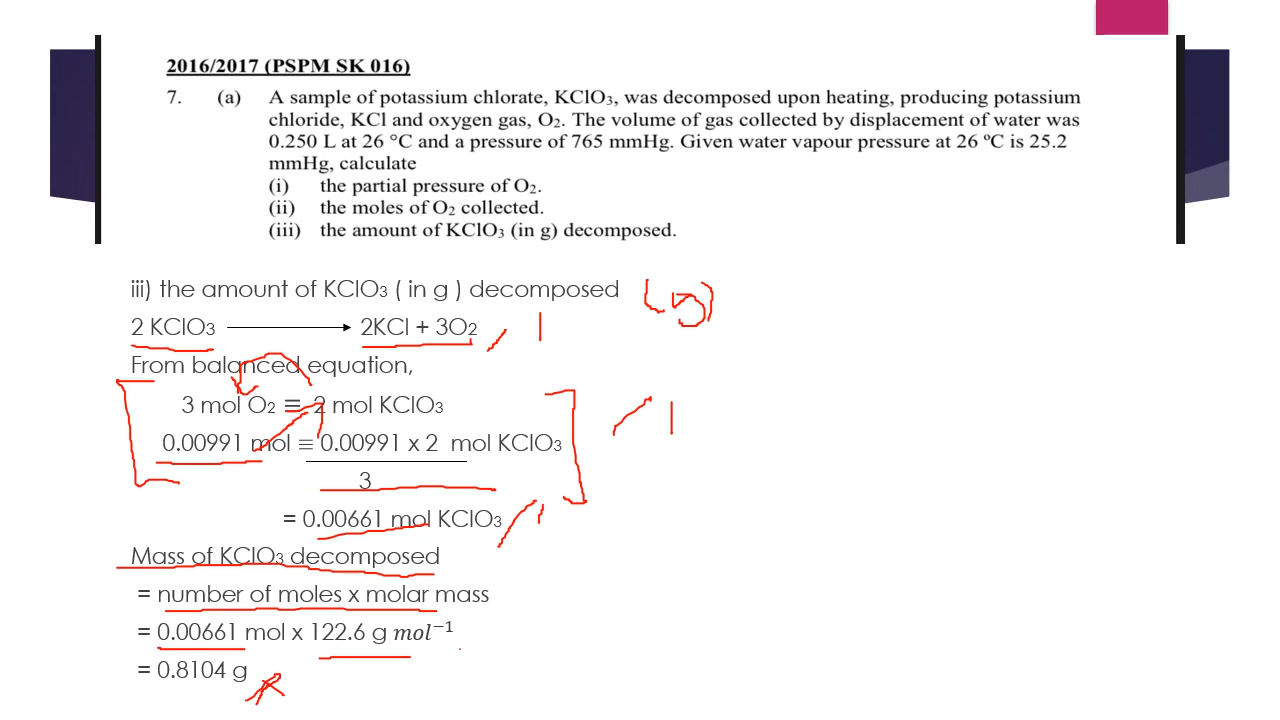 2016/2017 (PSPM SK 016)
7. (a) A sample of potassium chlorate, KClO₃, was decomposed upon heating, producing potassium
chloride, KCl and oxygen gas, O₂. The volume of gas collected by displacement of water was
0.250 L at 26 °C and a pressure of 765 mmHg. Given water vapour pressure at 26 ºC is 25.2
mmHg, calculate
(i) the partial pressure of O₂.
(ii) the moles of O₂ collected.
(iii) the amount of KClO₃ (in g) decomposed.
iii) the amount of KClO₃ ( in g ) decomposed (5)
2 KClO₃ ⟶ 2KCl + 3O₂ / 1
From balanced equation,
3 mol O₂ ≡ 2 mol KClO₃
0.00991 mol ≡ 0.00991 x 2 mol KClO₃ / 1
3
= 0.00661 mol KClO₃ / 1
Mass of KClO₃ decomposed
= number of moles x molar mass
= 0.00661 mol x 122.6 g mol⁻¹
= 0.8104 g